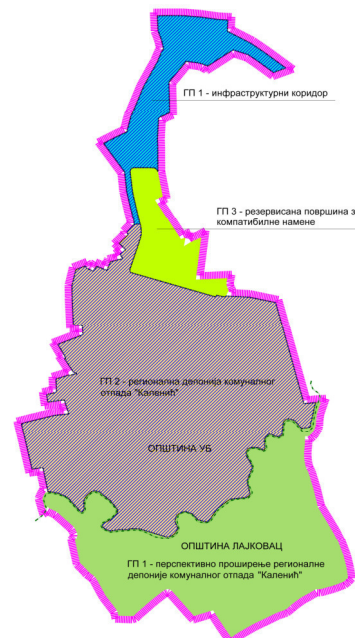 ГП 1 - инфраструктурни коридор
ГП 3 - резервисана површина з
компатибилне намене
ГП 2 - регионална депонија комуналног
отпада "Каленић"
ОПШТИНА УБ
ОПШТИНА ЛАЈКОВАЦ
ГП 1 - перспективно проширење регионалне
депоније комуналног отпада "Каленић"